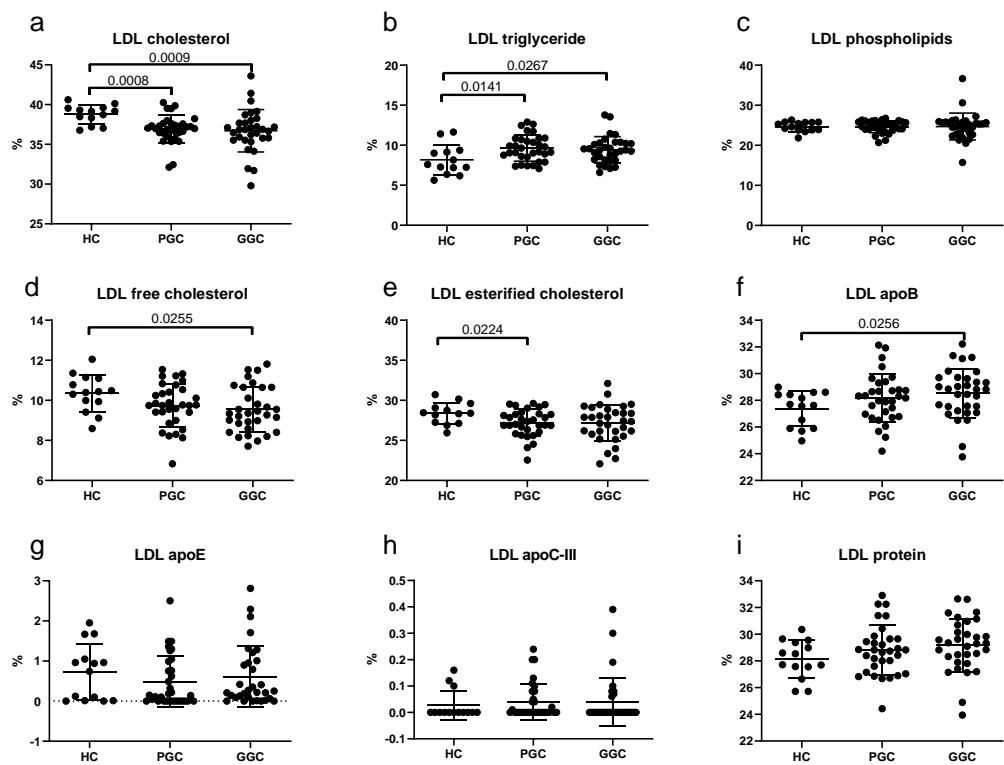 a
LDL cholesterol
0.0009
0.0008
45
40
35
30
25
%
HC PGC GGC
b
LDL triglyceride
0.0267
0.0141
20
15
10
5
0
%
HC PGC GGC
c
LDL phospholipids
40
30
20
10
0
%
HC PGC GGC
d
LDL free cholesterol
0.0255
14
12
10
8
6
%
HC PGC GGC
e
LDL esterified cholesterol
0.0224
40
35
30
25
20
%
HC PGC GGC
f
LDL apoB
0.0256
34
32
30
28
26
24
22
%
HC PGC GGC
g
LDL apoE
3
2
1
0
-1
%
HC PGC GGC
h
LDL apoC-III
0.5
0.4
0.3
0.2
0.1
0.0
-0.1
%
HC PGC GGC
i
LDL protein
34
32
30
28
26
24
22
%
HC PGC GGC